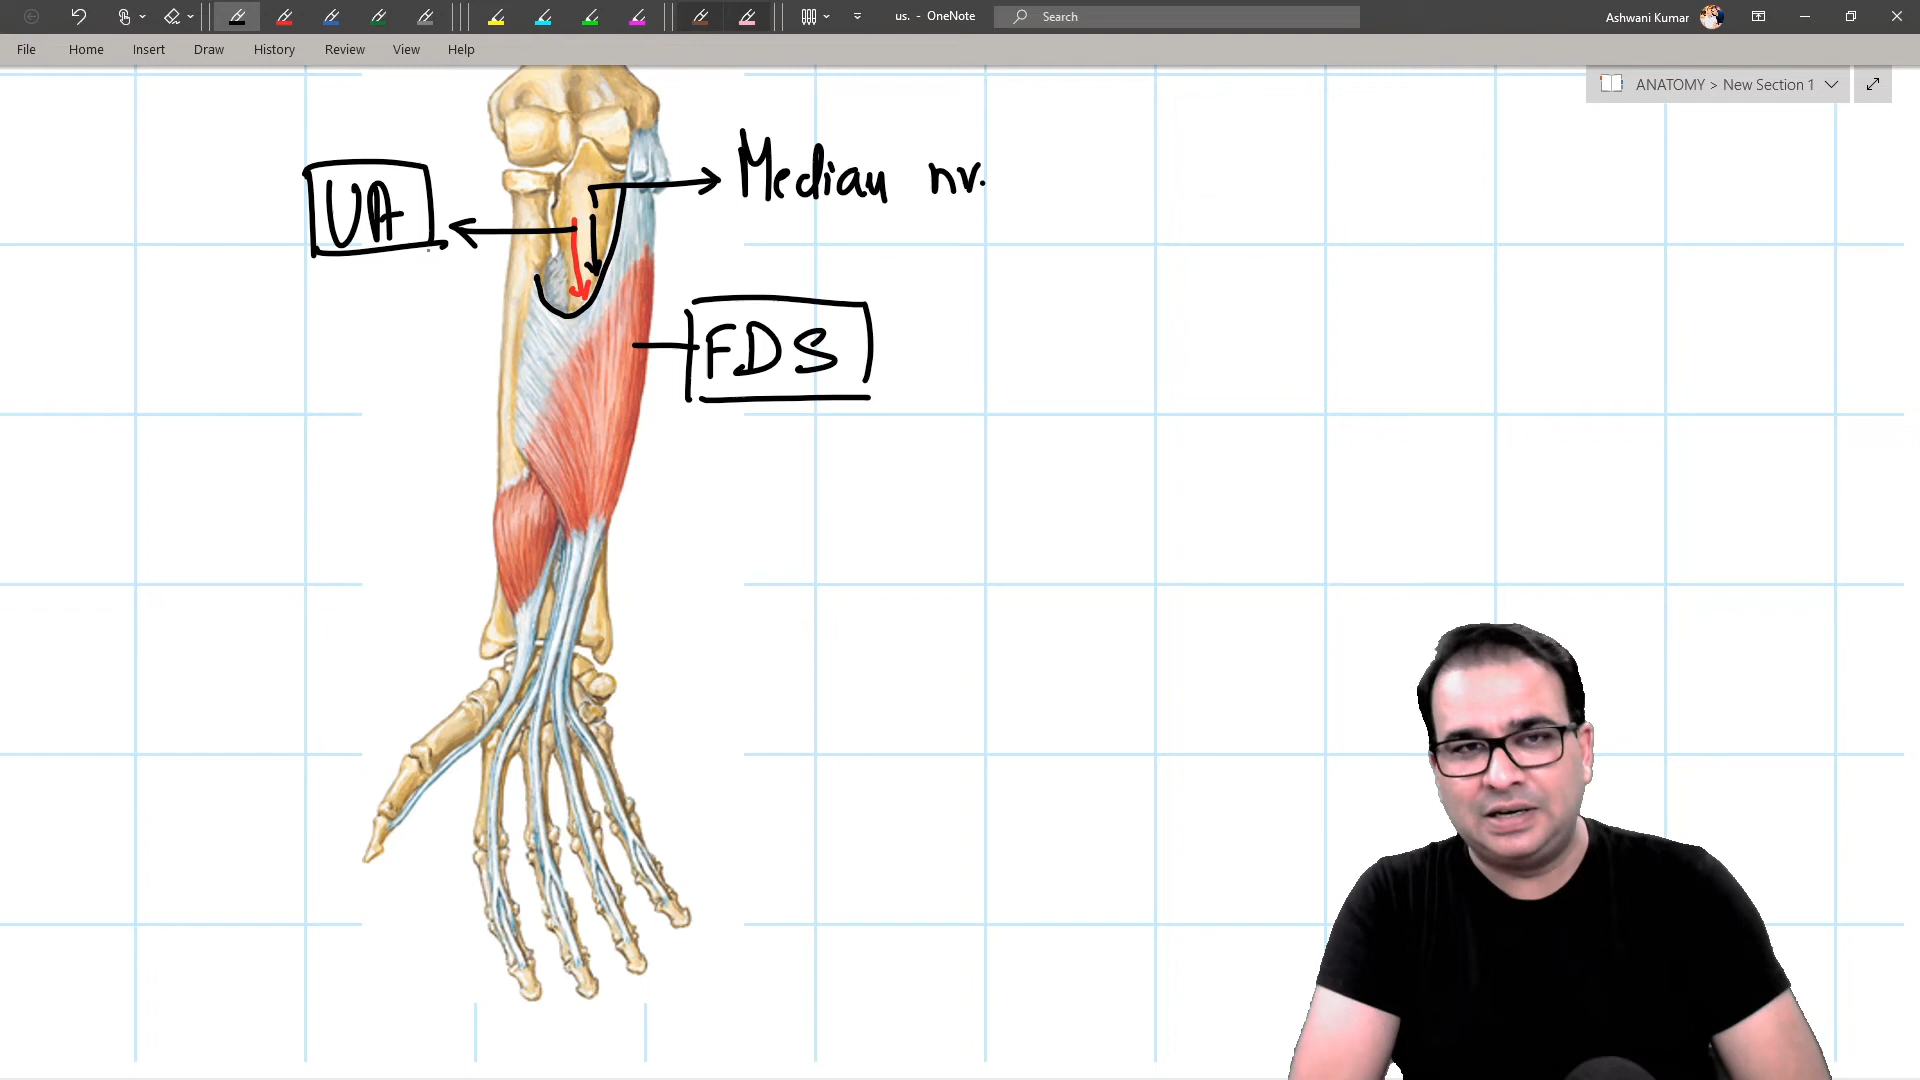 us. - OneNote
Search
Ashwani Kumar
File Home Insert Draw History Review View Help
ANATOMY > New Section 1
Median nv.
UA
FDS